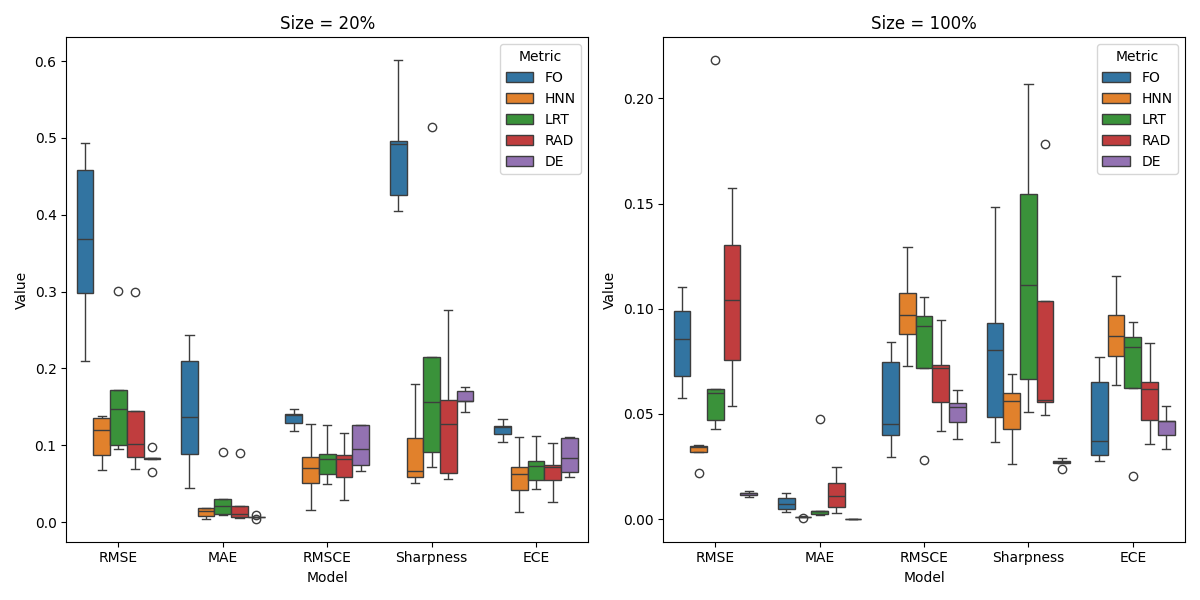 Size = 20%
Value
0.6
0.5
0.4
0.3
0.2
0.1
0.0
RMSE MAE RMSCE Sharpness ECE
Model
Metric
FO
HNN
LRT
RAD
DE
Size = 100%
Value
0.20
0.15
0.10
0.05
0.00
RMSE MAE RMSCE Sharpness ECE
Model
Metric
FO
HNN
LRT
RAD
DE